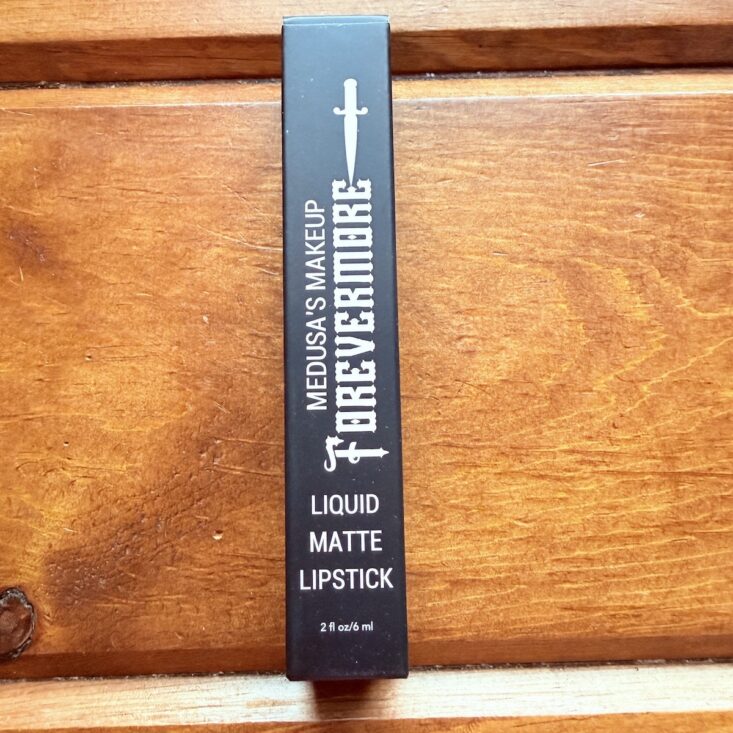 MEDUSA'S MAKEUP
FOREVERMORE
LIQUID
MATTE
LIPSTICK
2 fl oz/6 ml